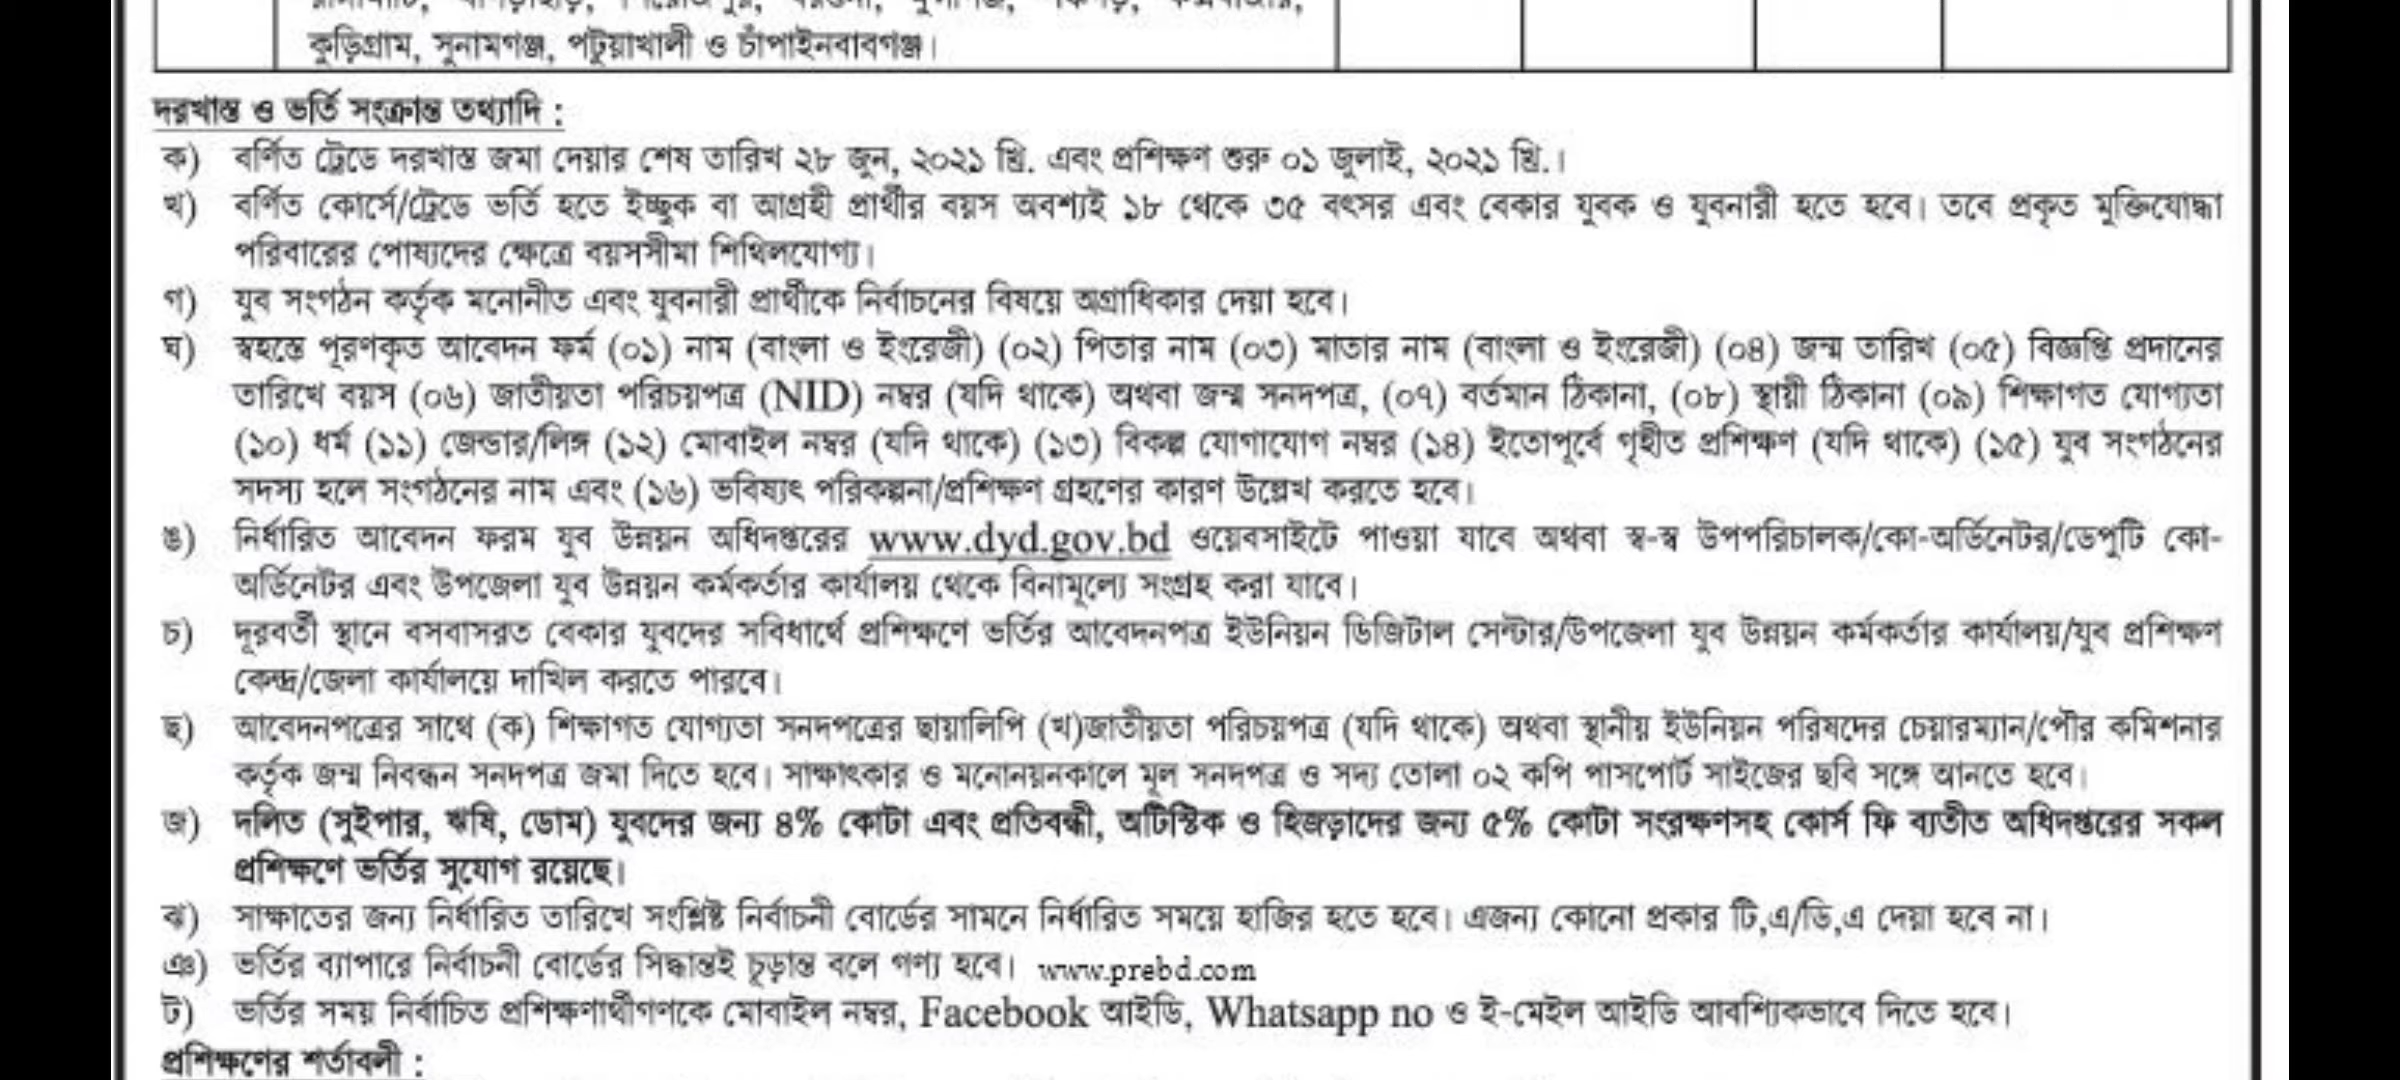 কুড়িগ্রাম, সুনামগঞ্জ, পটুয়াখালী ও চাঁপাইনবাবগঞ্জ।
দরখাস্ত ও ভর্তি সংক্রান্ত তথ্যাদি :
ক) বর্ণিত ট্রেডে দরখাস্ত জমা দেয়ার শেষ তারিখ ২৮ জুন, ২০২১ খ্রি. এবং প্রশিক্ষণ শুরু ০১ জুলাই, ২০২১ খ্রি.।
খ) বর্ণিত কোর্সে/ট্রেডে ভর্তি হতে ইচ্ছুক বা আগ্রহী প্রার্থীর বয়স অবশ্যই ১৮ থেকে ৩৫ বৎসর এবং বেকার যুবক ও যুবনারী হতে হবে। তবে প্রকৃত মুক্তিযোদ্ধা
পরিবারের পোষ্যদের ক্ষেত্রে বয়সসীমা শিথিলযোগ্য।
গ) যুব সংগঠন কর্তৃক মনোনীত এবং যুবনারী প্রার্থীকে নির্বাচনের বিষয়ে অগ্রাধিকার দেয়া হবে।
ঘ) স্বহস্তে পূরণকৃত আবেদন ফর্ম (০১) নাম (বাংলা ও ইংরেজী) (০২) পিতার নাম (০৩) মাতার নাম (বাংলা ও ইংরেজী) (০৪) জন্ম তারিখ (০৫) বিজ্ঞপ্তি প্রদানের
তারিখে বয়স (০৬) জাতীয়তা পরিচয়পত্র (NID) নম্বর (যদি থাকে) অথবা জন্ম সনদপত্র, (০৭) বর্তমান ঠিকানা, (০৮) স্থায়ী ঠিকানা (০৯) শিক্ষাগত যোগ্যতা
(১০) ধর্ম (১১) জেন্ডার/লিঙ্গ (১২) মোবাইল নম্বর (যদি থাকে) (১৩) বিকল্প যোগাযোগ নম্বর (১৪) ইতোপূর্বে গৃহীত প্রশিক্ষণ (যদি থাকে) (১৫) যুব সংগঠনের
সদস্য হলে সংগঠনের নাম এবং (১৬) ভবিষ্যৎ পরিকল্পনা/প্রশিক্ষণ গ্রহণের কারণ উল্লেখ করতে হবে।
ঙ) নির্ধারিত আবেদন ফরম যুব উন্নয়ন অধিদপ্তরের www.dyd.gov.bd ওয়েবসাইটে পাওয়া যাবে অথবা স্ব-স্ব উপপরিচালক/কো-অর্ডিনেটর/ডেপুটি কো-
অর্ডিনেটর এবং উপজেলা যুব উন্নয়ন কর্মকর্তার কার্যালয় থেকে বিনামূল্যে সংগ্রহ করা যাবে।
চ) দূরবর্তী স্থানে বসবাসরত বেকার যুবদের সবিধার্থে প্রশিক্ষণে ভর্তির আবেদনপত্র ইউনিয়ন ডিজিটাল সেন্টার/উপজেলা যুব উন্নয়ন কর্মকর্তার কার্যালয়/যুব প্রশিক্ষণ
কেন্দ্র/জেলা কার্যালয়ে দাখিল করতে পারবে।
ছ) আবেদনপত্রের সাথে (ক) শিক্ষাগত যোগ্যতা সনদপত্রের ছায়ালিপি (খ)জাতীয়তা পরিচয়পত্র (যদি থাকে) অথবা স্থানীয় ইউনিয়ন পরিষদের চেয়ারম্যান/পৌর কমিশনার
কর্তৃক জন্ম নিবন্ধন সনদপত্র জমা দিতে হবে। সাক্ষাৎকার ও মনোনয়নকালে মূল সনদপত্র ও সদ্য তোলা ০২ কপি পাসপোর্ট সাইজের ছবি সঙ্গে আনতে হবে।
জ) দলিত (সুইপার, ঋষি, ডোম) যুবদের জন্য ৪% কোটা এবং প্রতিবন্ধী, অটিস্টিক ও হিজড়াদের জন্য ৫% কোটা সংরক্ষণসহ কোর্স ফি ব্যতীত অধিদপ্তরের সকল
প্রশিক্ষণে ভর্তির সুযোগ রয়েছে।
ঝ) সাক্ষাতের জন্য নির্ধারিত তারিখে সংশ্লিষ্ট নির্বাচনী বোর্ডের সামনে নির্ধারিত সময়ে হাজির হতে হবে। এজন্য কোনো প্রকার টি,এ/ডি,এ দেয়া হবে না।
ঞ) ভর্তির ব্যাপারে নির্বাচনী বোর্ডের সিদ্ধান্তই চূড়ান্ত বলে গণ্য হবে। www.prebd.com
ট) ভর্তির সময় নির্বাচিত প্রশিক্ষণার্থীগণকে মোবাইল নম্বর, Facebook আইডি, Whatsapp no ও ই-মেইল আইডি আবশ্যিকভাবে দিতে হবে।
প্রশিক্ষণের শর্তাবলী :